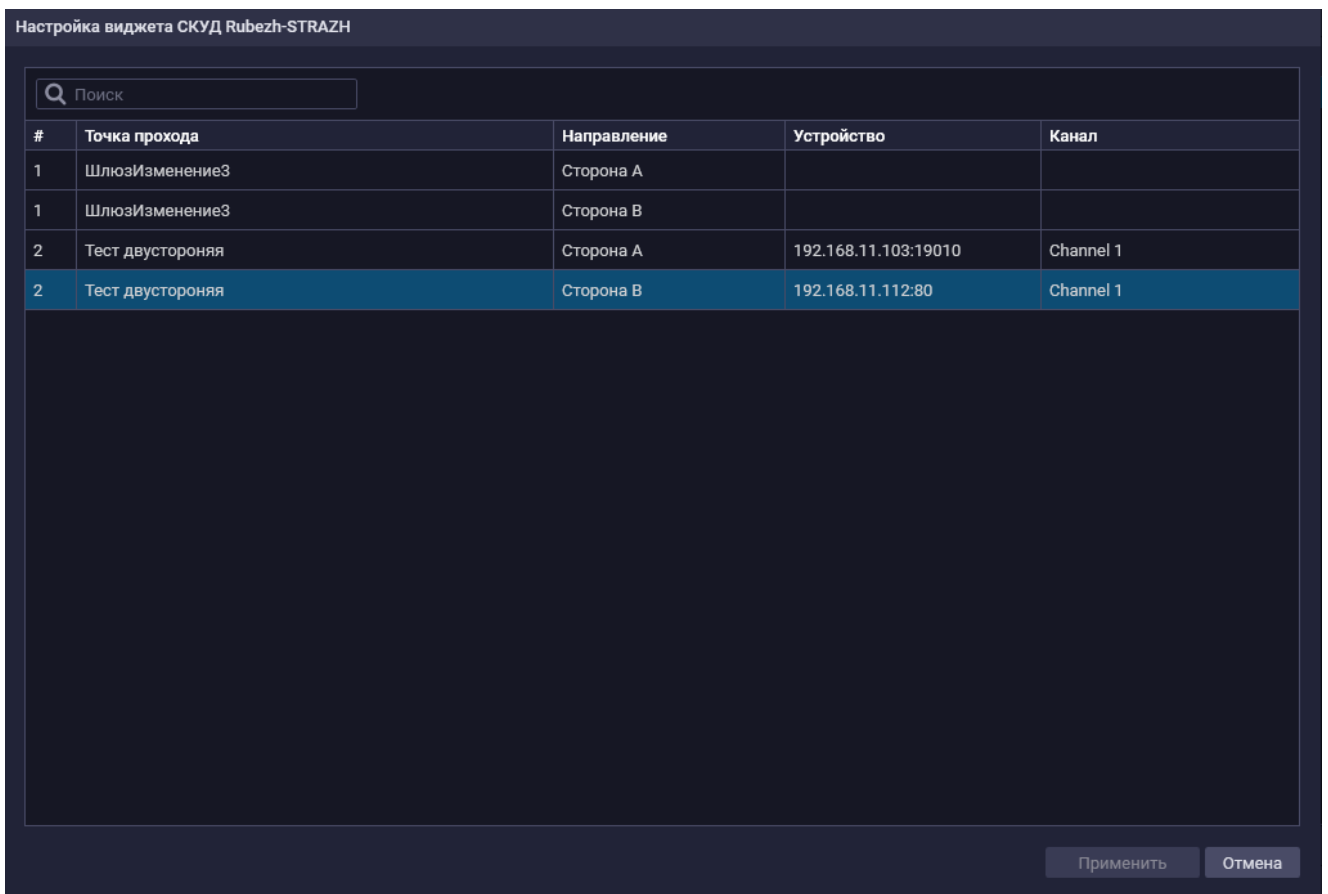 Настройка виджета СКУД Rubezh-STRAZH
Поиск
# Точка прохода Направление Устройство Канал
1 ШлюзИзменение3 Сторона А
1 ШлюзИзменение3 Сторона В
2 Тест двустороняя Сторона А 192.168.11.103:19010 Channel 1
2 Тест двустороняя Сторона В 192.168.11.112:80 Channel 1
Применить Отмена